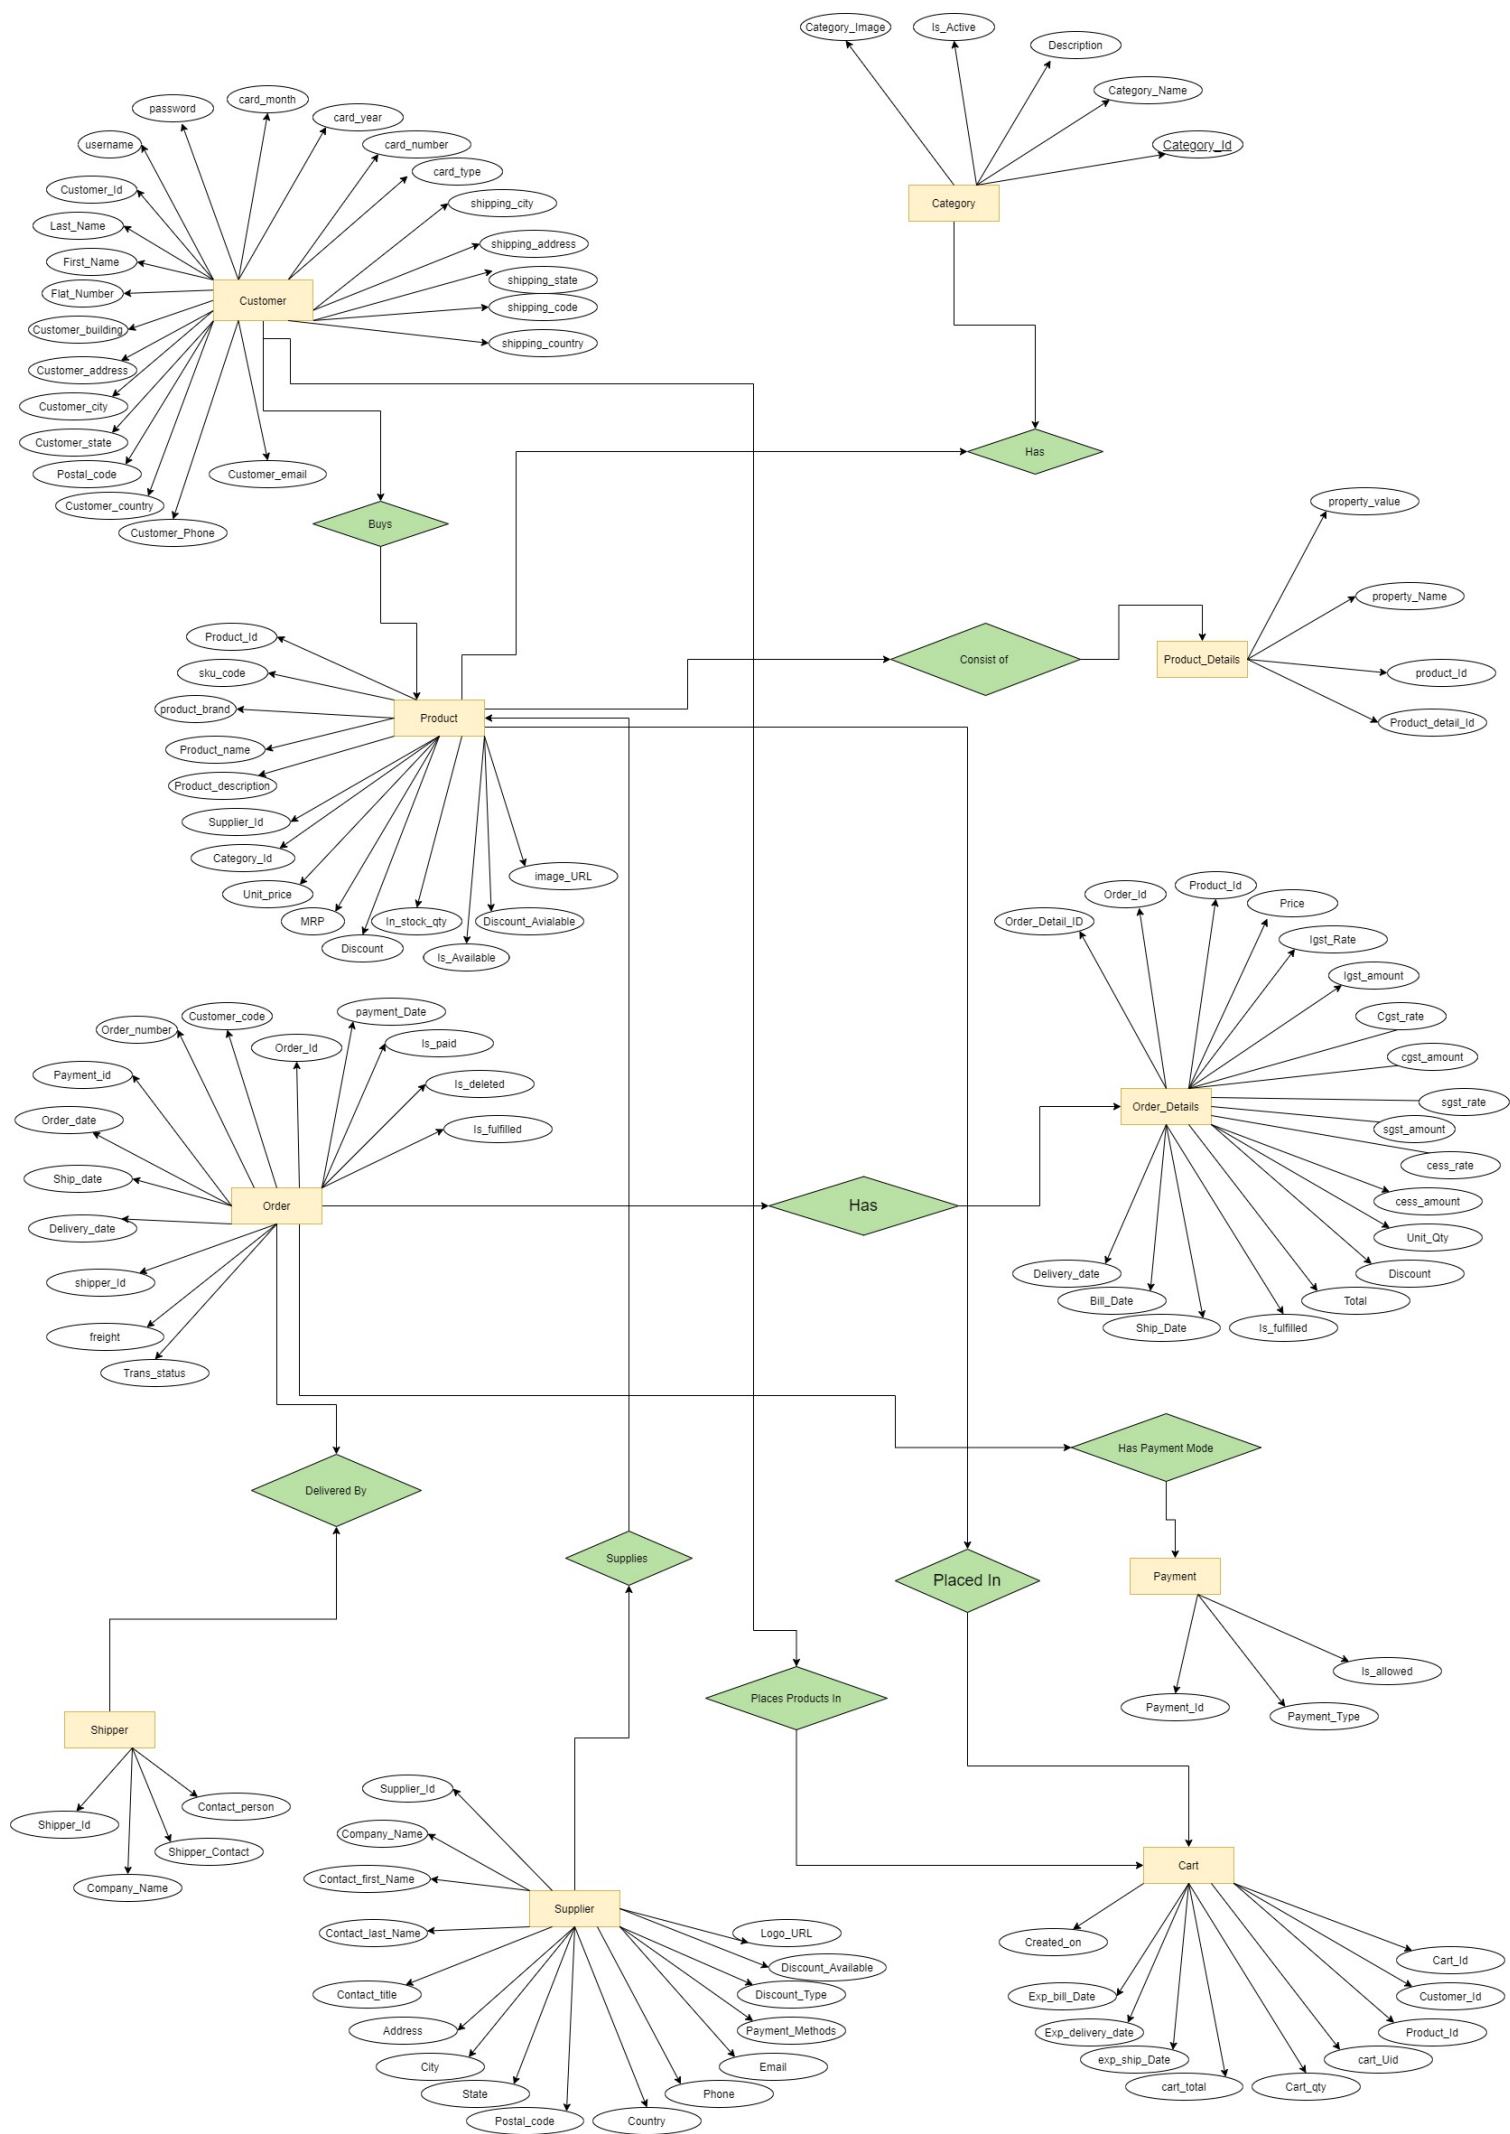 Category_Image
Is_Active
Description
Category_Name
Category_Id
Category
password
card_month
card_year
username
card_number
card_type
Customer_Id
shipping_city
Last_Name
shipping_address
First_Name
shipping_state
Flat_Number
Customer
shipping_code
Customer_building
shipping_country
Customer_address
Customer_city
Customer_state
Postal_code
Customer_email
Customer_country
Customer_Phone
Has
Buys
property_value
property_Name
product_Id
Product_detail_Id
Product_Details
Consist of
Product_Id
sku_code
product_brand
Product
Product_name
Product_description
Supplier_Id
Category_Id
Unit_price
MRP
Discount
In_stock_qty
Is_Available
Discount_Avialable
image_URL
Order_Detail_ID
Order_Id
Product_Id
Price
Igst_Rate
Igst_amount
Cgst_rate
cgst_amount
sgst_rate
sgst_amount
cess_rate
cess_amount
Unit_Qty
Discount
Total
Is_fulfilled
Ship_Date
Bill_Date
Delivery_date
Order_Details
Has
Order_number
Customer_code
Order_Id
payment_Date
Is_paid
Is_deleted
Is_fulfilled
Payment_id
Order_date
Ship_date
Order
Delivery_date
shipper_Id
freight
Trans_status
Delivered By
Has Payment Mode
Supplies
Placed In
Payment
Is_allowed
Payment_Id
Payment_Type
Places Products In
Shipper
Contact_person
Shipper_Id
Shipper_Contact
Company_Name
Supplier_Id
Company_Name
Contact_first_Name
Supplier
Contact_last_Name
Logo_URL
Discount_Available
Contact_title
Discount_Type
Address
Payment_Methods
City
Email
State
Phone
Postal_code
Country
Cart
Created_on
Cart_Id
Exp_bill_Date
Customer_Id
Exp_delivery_date
Product_Id
exp_ship_Date
cart_Uid
cart_total
Cart_qty